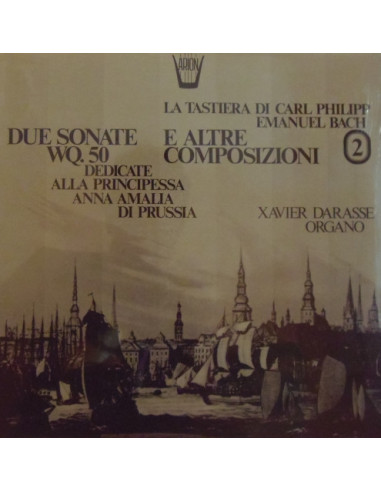 ARION
LA TASTIERA DI CARL PHILIPP
EMANUEL BACH
DUE SONATE
WQ. 50
DEDICATE
ALLA PRINCIPESSA
ANNA AMALIA
DI PRUSSIA
E ALTRE
COMPOSIZIONI
2
XAVIER DARASSE
ORGANO